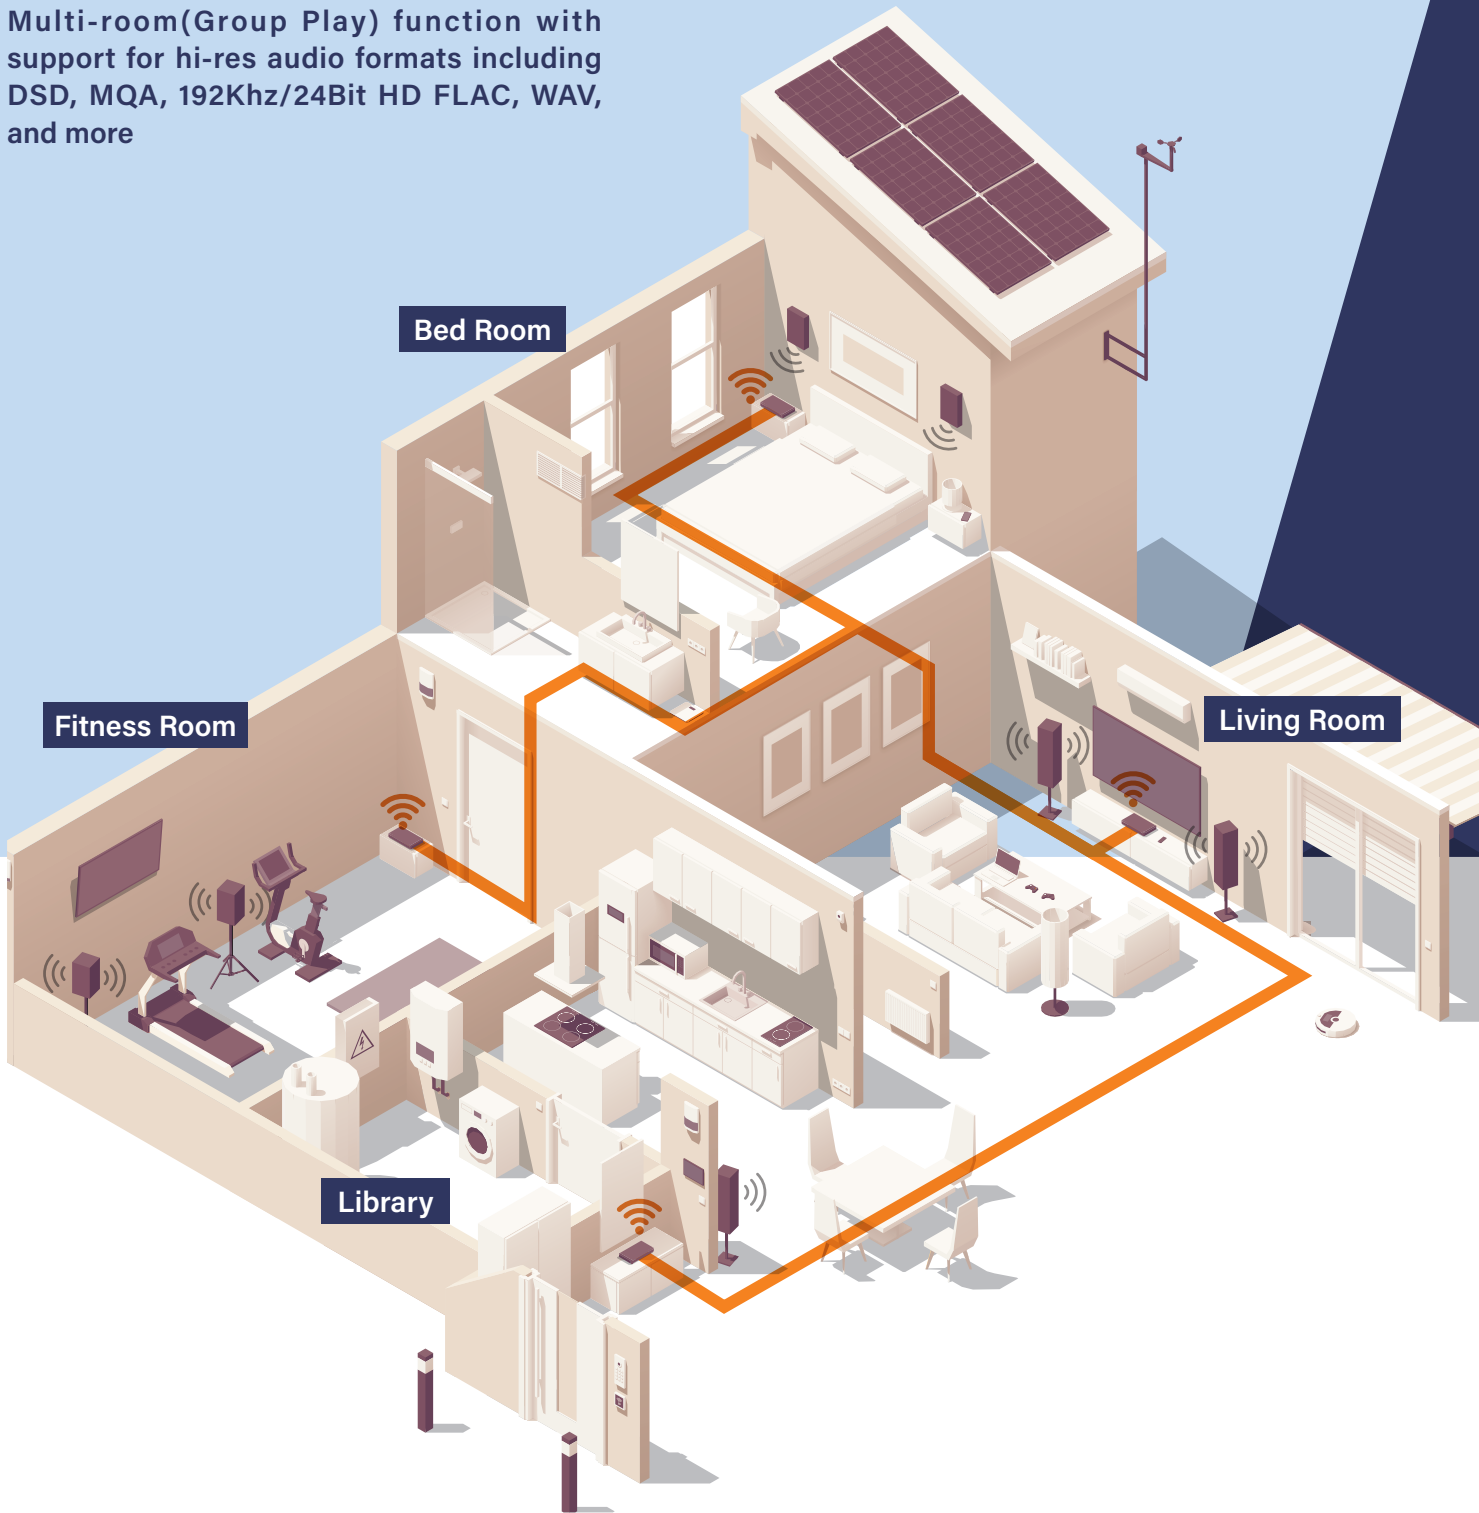 Multi-room(Group Play) function with
support for hi-res audio formats including
DSD, MQA, 192Khz/24Bit HD FLAC, WAV,
and more
Bed Room
Living Room
Fitness Room
Library